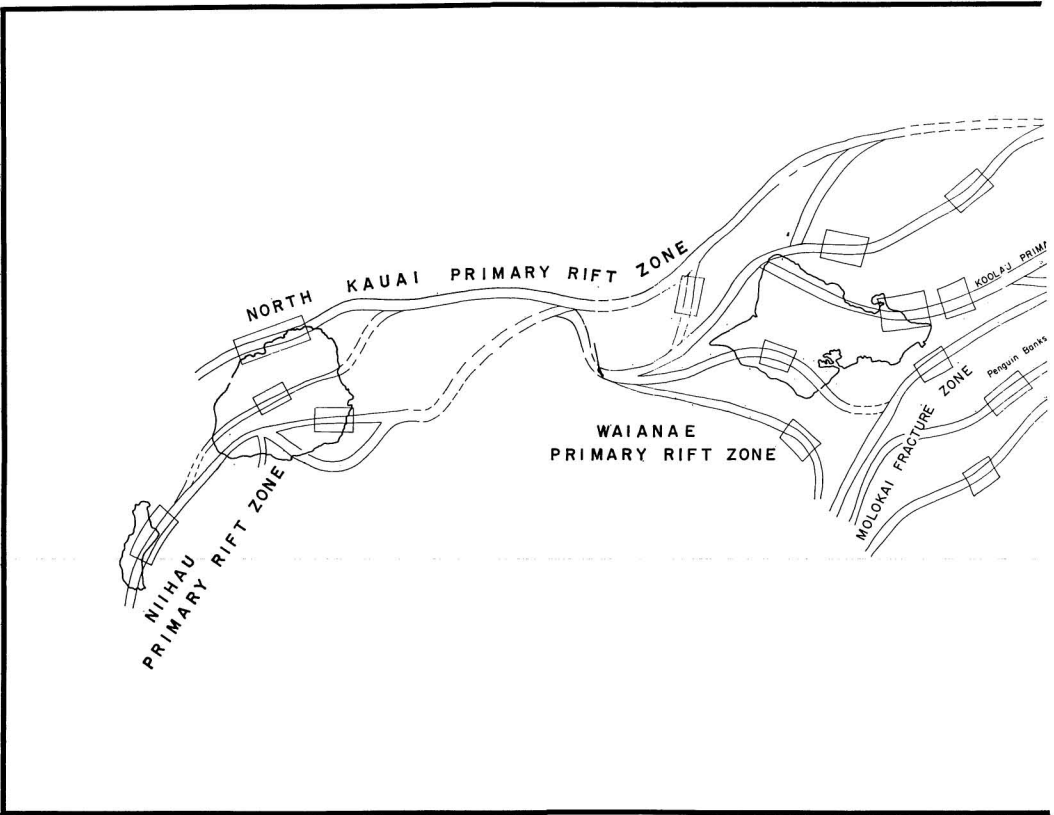 NORTH KAUAI PRIMARY RIFT ZONE
KOOLAU PRIMA
Penguin Banks
WAIANAE
PRIMARY RIFT ZONE
MOLOKAI FRACTURE ZONE
NIIHAU
PRIMARY RIFT ZONE